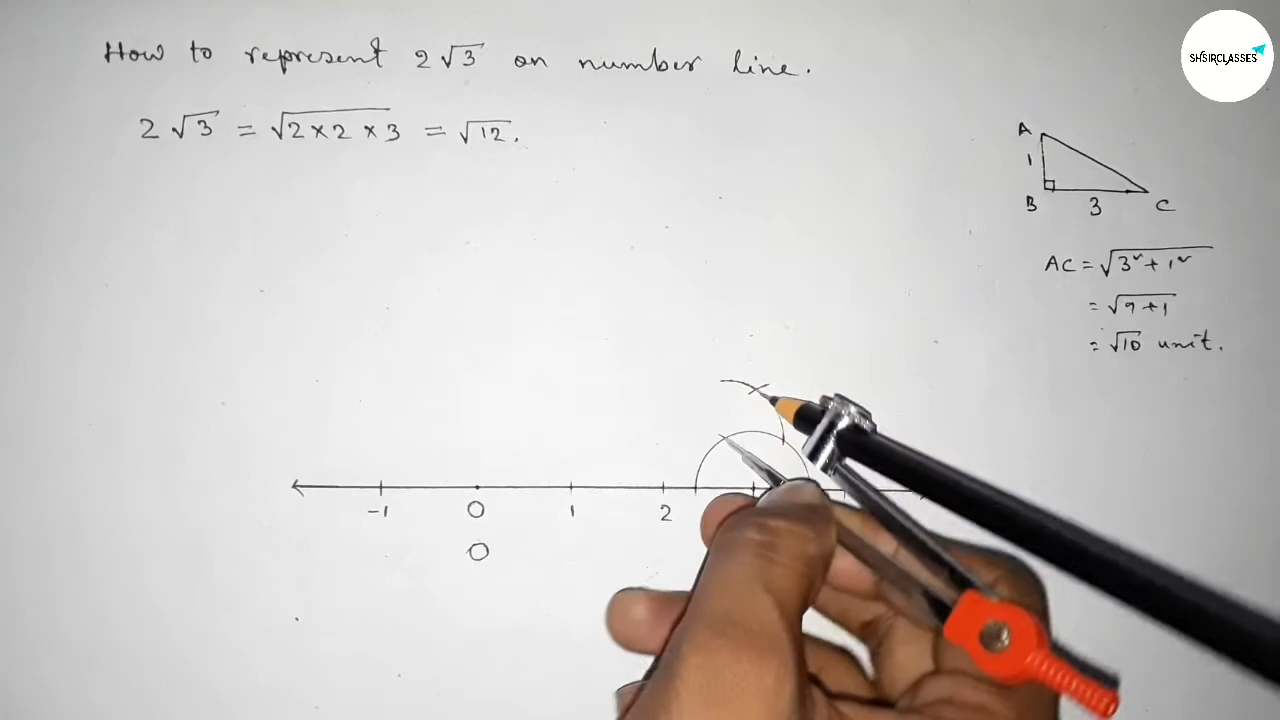 How to represent 2√3 on number line.
2√3 = √2×2×3 = √12.
SHSIRCLASSES
A
1
B 3 C
AC = √3²+1²
= √9+1
= √10 unit.
-1 0 1 2
O